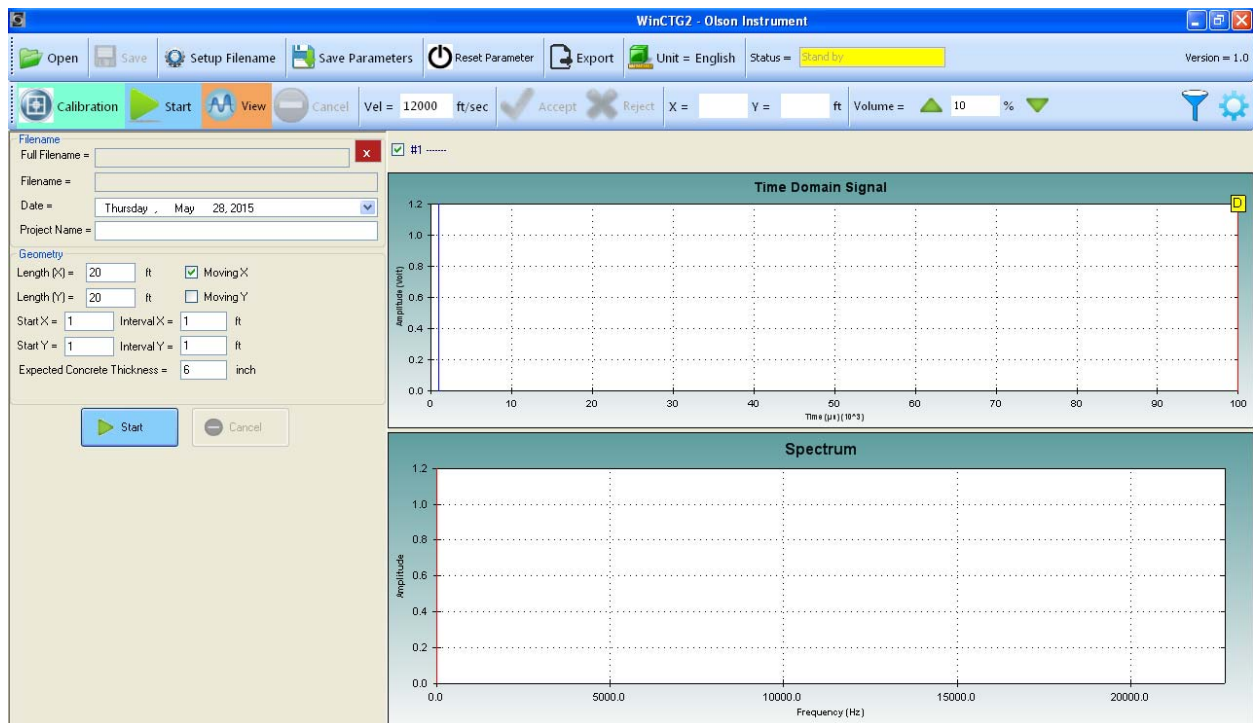 WinCTG2 - Olson Instrument
Open Save Setup Filename Save Parameters Reset Parameter Export Unit = English Status = Stand by Version = 1.0
Calibration Start View Cancel Vel = 12000 ft/sec Accept Reject X = Y = ft Volume = 10 %
Filename
Full Filename = x
Filename =
Date = Thursday , May 28, 2015
Project Name =
Geometry
Length (X) = 20 ft Moving X
Length (Y) = 20 ft Moving Y
Start X = 1 Interval X = 1 ft
Start Y = 1 Interval Y = 1 ft
Expected Concrete Thickness = 6 inch
Start Cancel
#1 -------
Time Domain Signal
D
Amplitude (Volt)
1.2
1.0
0.8
0.6
0.4
0.2
0.0
0 10 20 30 40 50 60 70 80 90 100
Time (µs) (10^3)
Spectrum
Amplitude
1.2
1.0
0.8
0.6
0.4
0.2
0.0
0.0 5000.0 10000.0 15000.0 20000.0
Frequency (Hz)